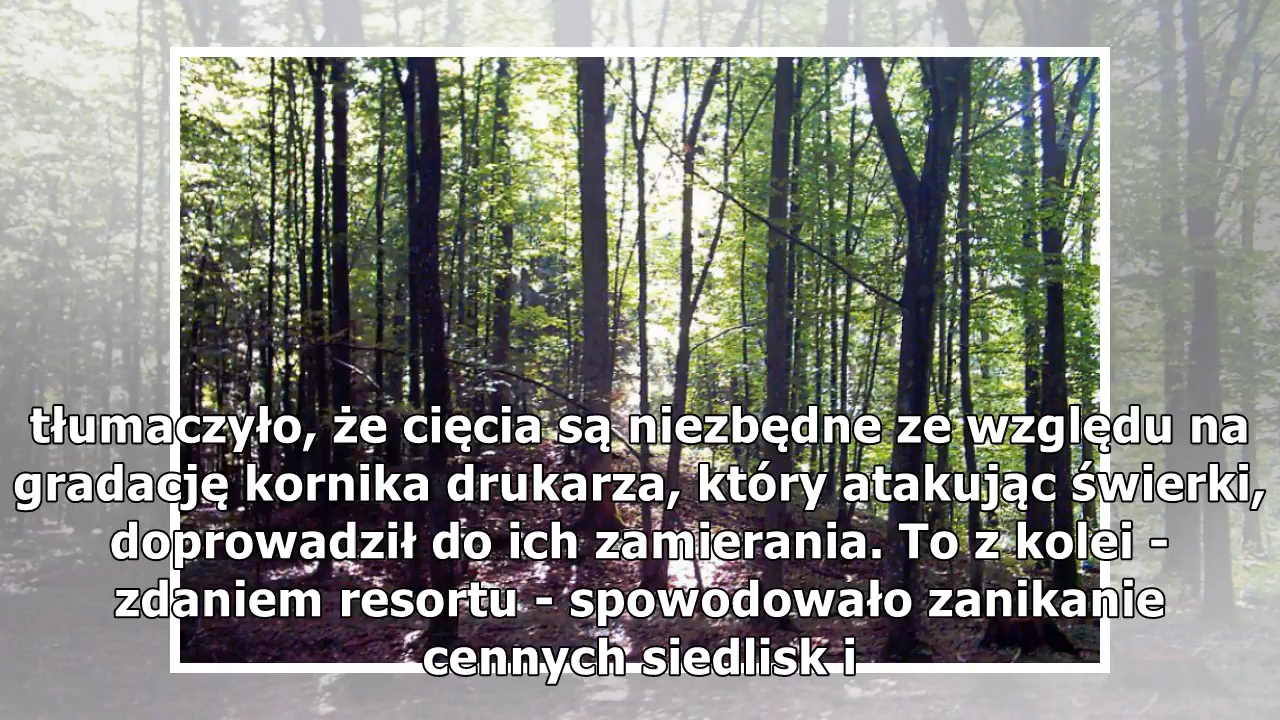 tłumaczyło, że cięcia są niezbędne ze względu na
gradację kornika drukarza, który atakując świerki,
doprowadził do ich zamierania. To z kolei -
zdaniem resortu - spowodowało zanikanie
cennych siedlisk i